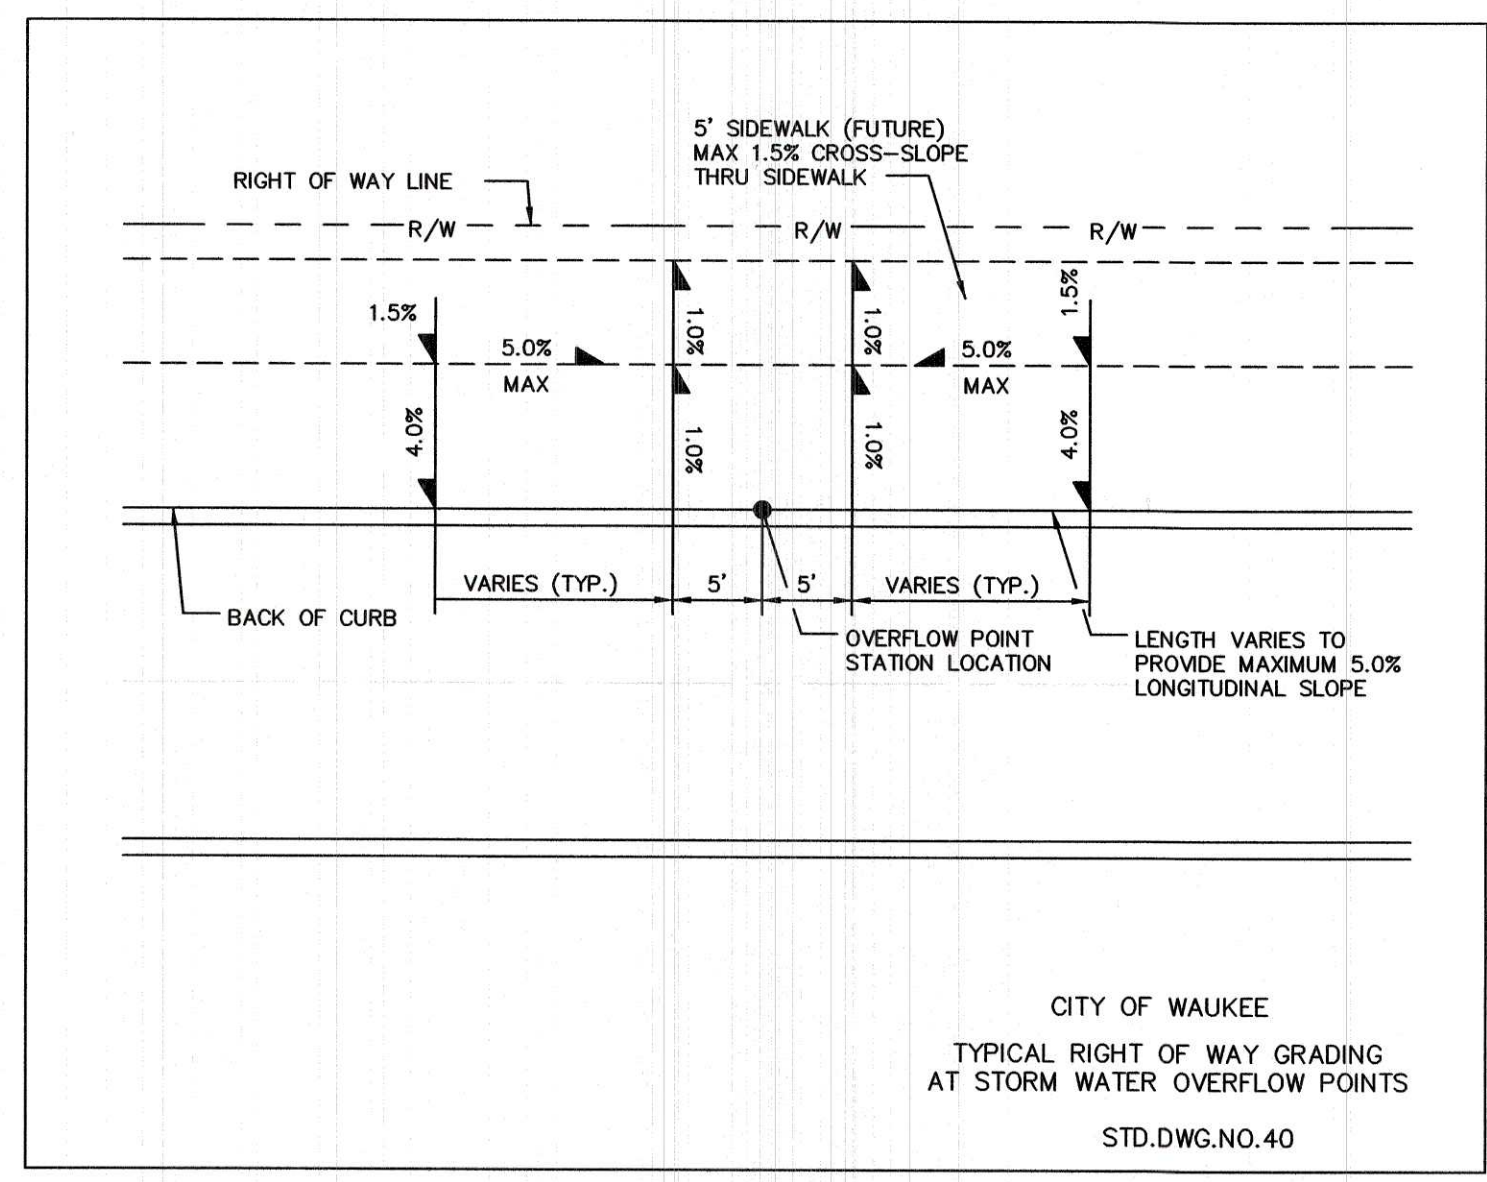 5' SIDEWALK (FUTURE)
MAX 1.5% CROSS-SLOPE
THRU SIDEWALK
RIGHT OF WAY LINE
R/W
R/W
R/W
1.5%
1.0%
1.0%
1.5%
5.0%
MAX
5.0%
MAX
4.0%
1.0%
1.0%
4.0%
VARIES (TYP.)
5'
5'
VARIES (TYP.)
BACK OF CURB
OVERFLOW POINT
STATION LOCATION
LENGTH VARIES TO
PROVIDE MAXIMUM 5.0%
LONGITUDINAL SLOPE
CITY OF WAUKEE
TYPICAL RIGHT OF WAY GRADING
AT STORM WATER OVERFLOW POINTS
STD.DWG.NO.40